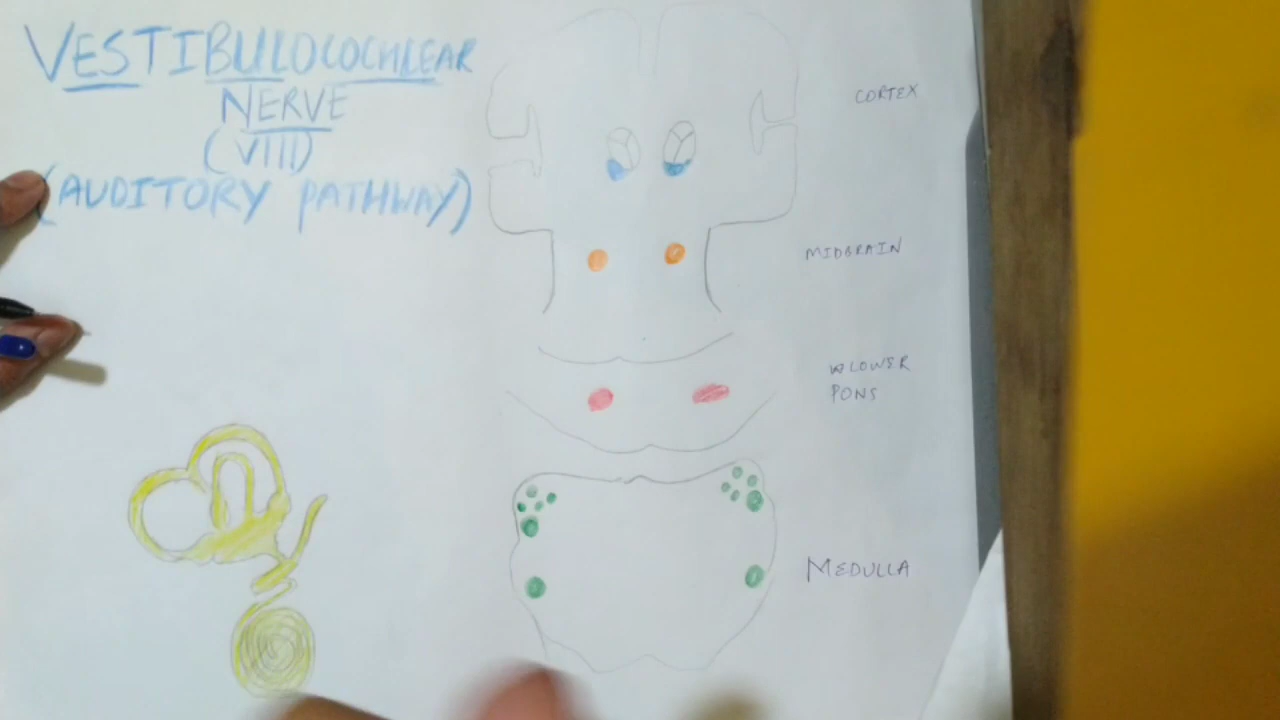 VESTIBULOCOCHLEAR
NERVE
(VIII)
(AUDITORY PATHWAY)
CORTEX
MIDBRAIN
LOWER
PONS
MEDULLA